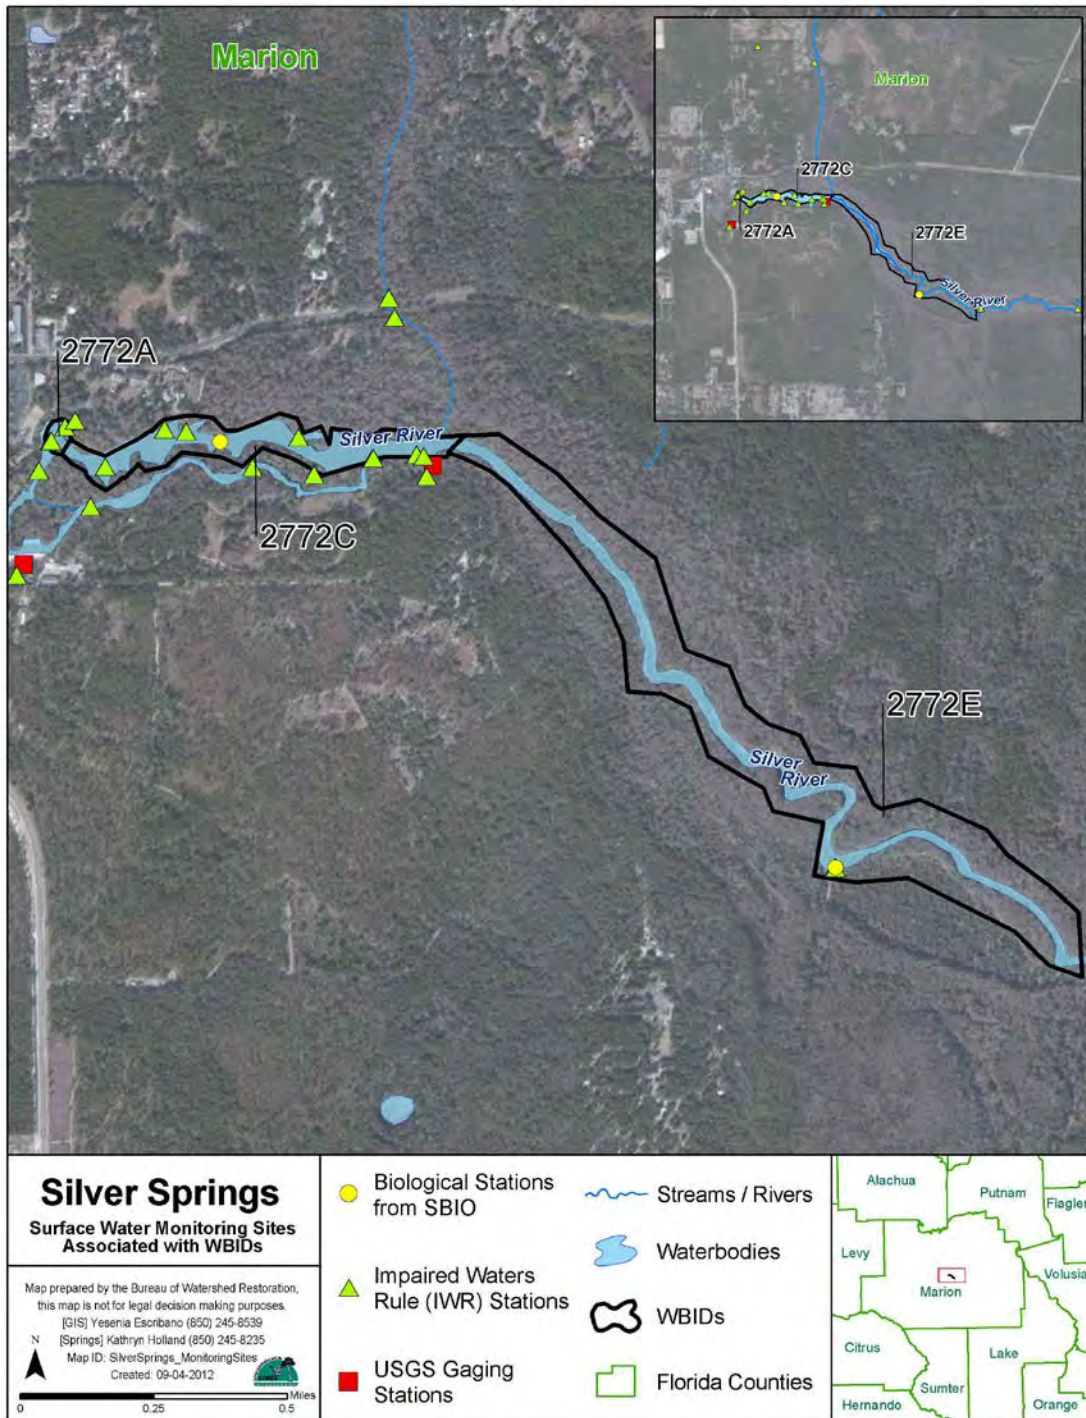 Marion
Marion
2772C
2772A
2772E
Silver River
2772A
Silver River
2772C
2772E
Silver
River
Silver Springs
Surface Water Monitoring Sites
Associated with WBIDs
Map prepared by the Bureau of Watershed Restoration,
this map is not for legal decision making purposes.
[GIS] Yesenia Escribano (850) 245-8539
[Springs] Kathryn Holland (850) 245-8235
Map ID: SilverSprings_MonitoringSites
Created: 09-04-2012
N
Miles
0 0.25 0.5
Biological Stations
from SBIO
Impaired Waters
Rule (IWR) Stations
USGS Gaging
Stations
Streams / Rivers
Waterbodies
WBIDs
Florida Counties
Alachua
Putnam
Flagler
Levy
Volusia
Marion
Citrus
Lake
Sumter
Hernando
Orange